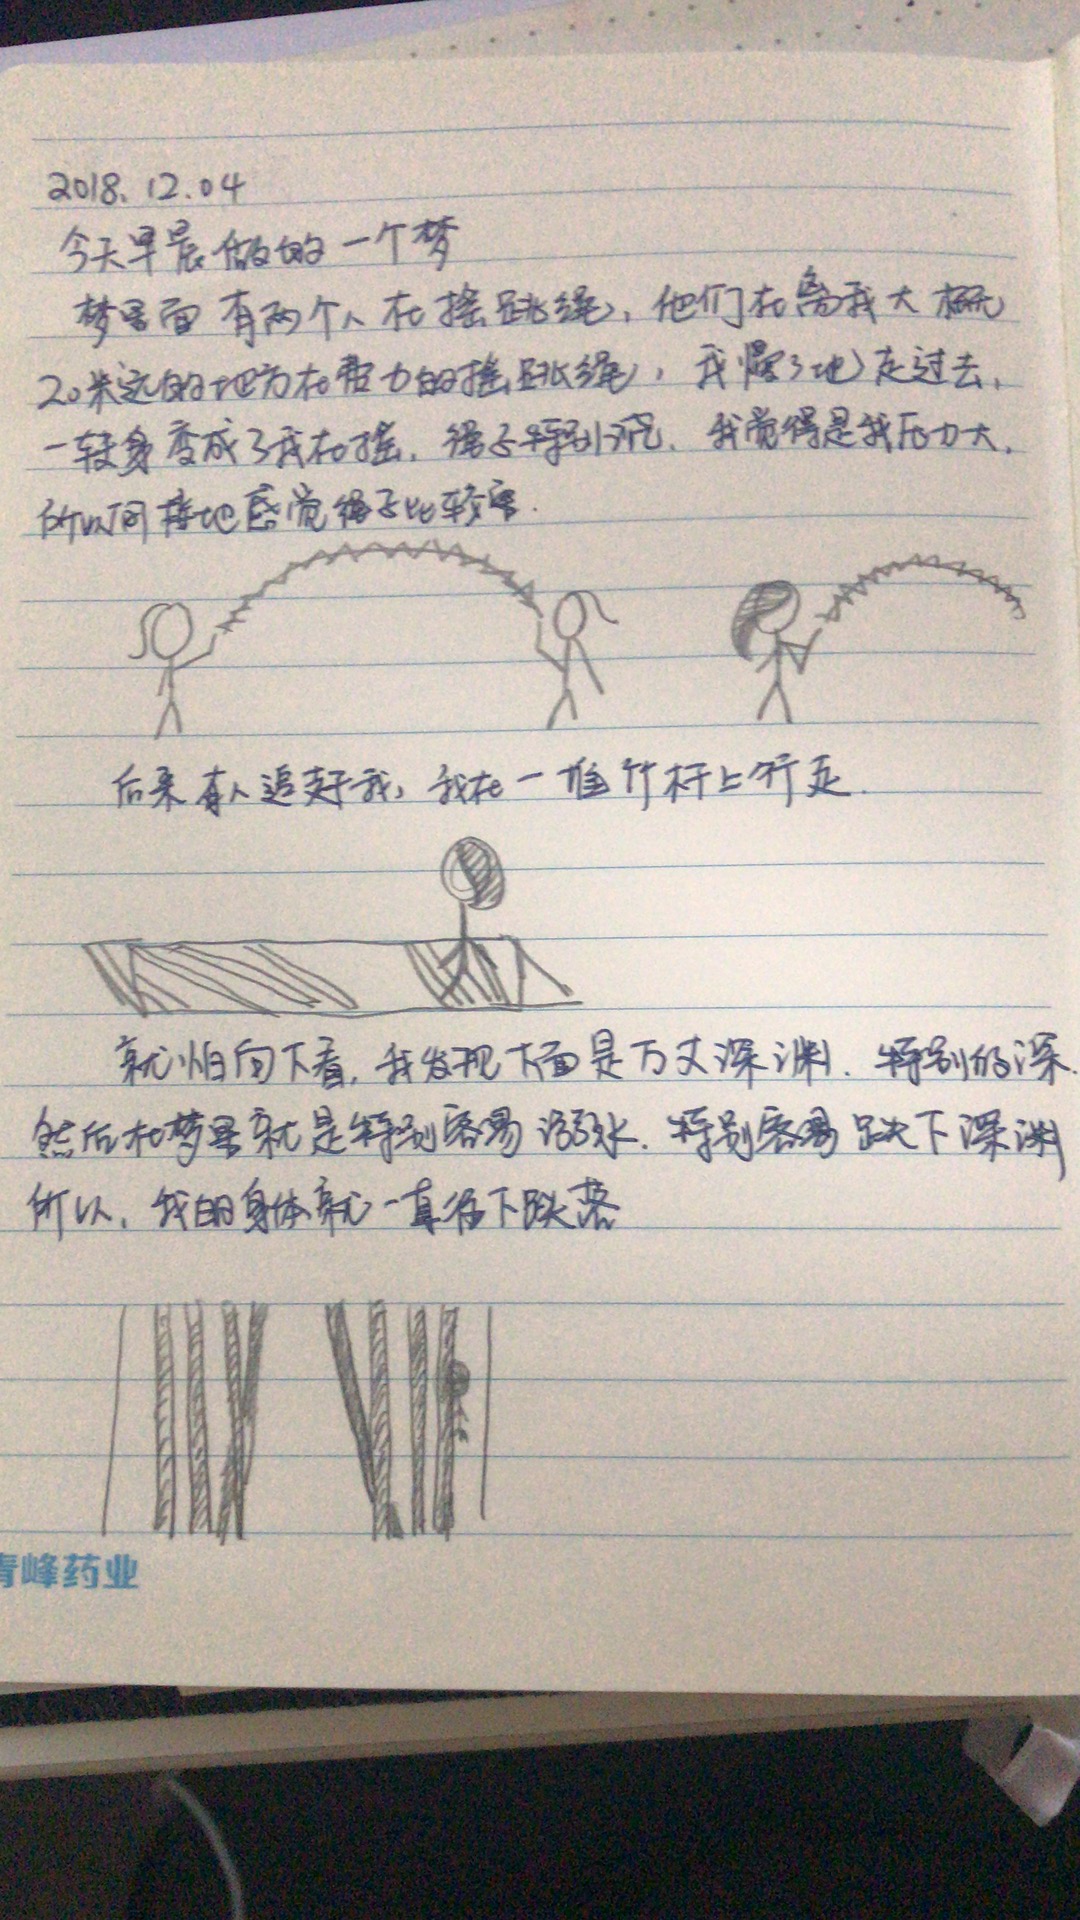 2018.12.04
今天早晨做的一个梦
梦里面有两个人在摇跳绳，他们在离我大概
20米远的地方在费力的摇跳绳，我慢慢地走过去，
一转身变成了我在摇，绳子特别沉，我觉得是我压力大，
所以间接地感觉绳子比较重.
后来有人追赶我，我在一堆竹杆上行走.
就怕向下看，我发现下面是万丈深渊. 特别的深.
然后在梦里就是特别容易溺水. 特别容易跌下深渊
所以，我的身体就一直往下跌落
青峰药业